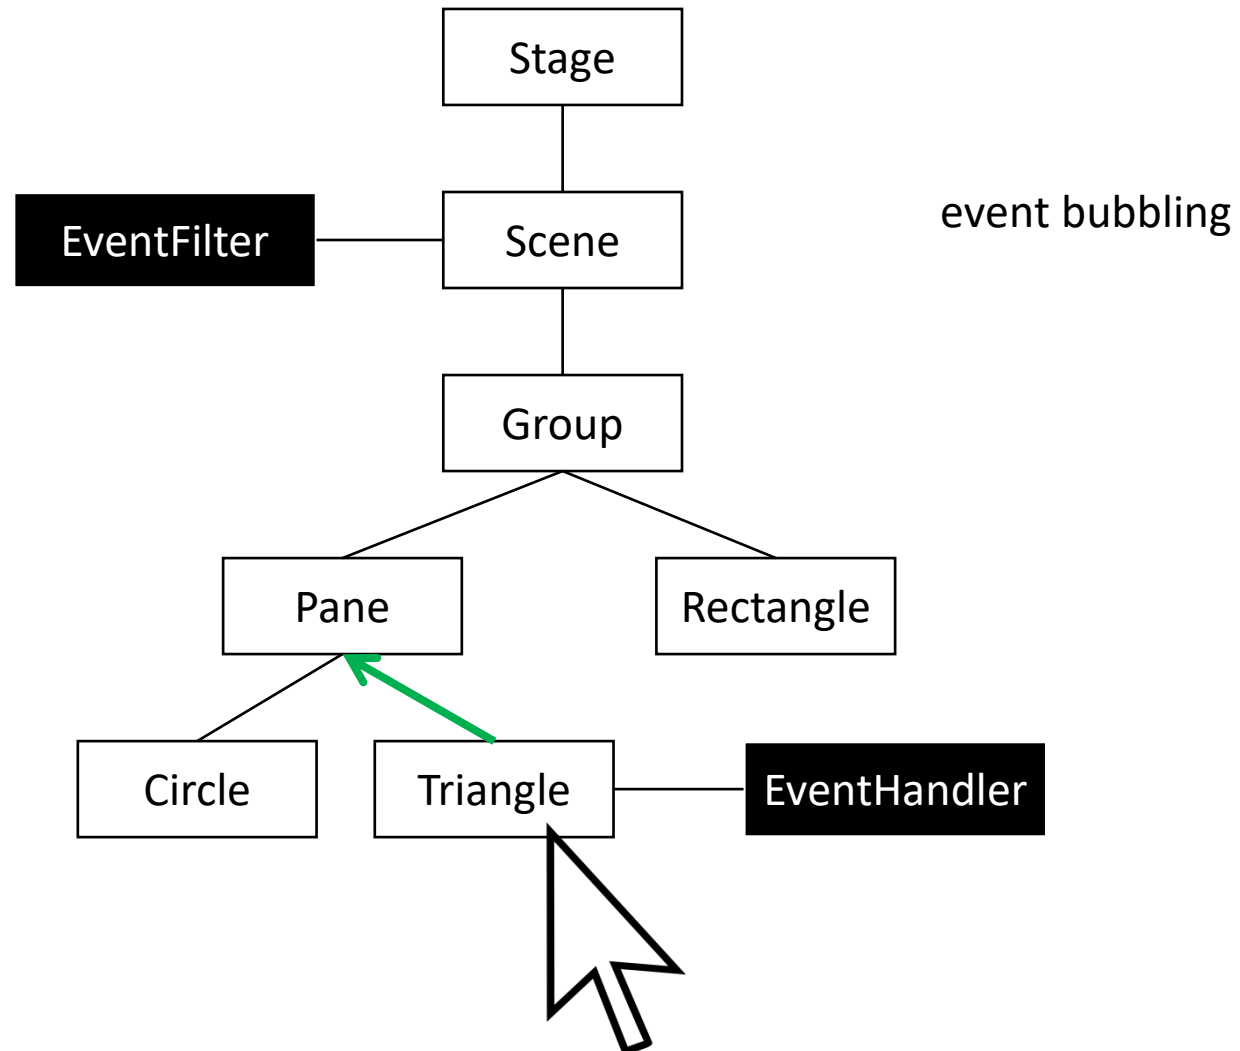 Stage
EventFilter
Scene
event bubbling
Group
Pane
Rectangle
Circle
Triangle
EventHandler